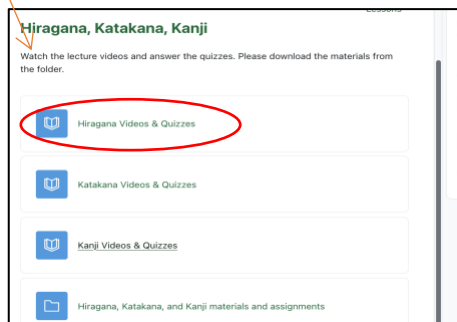 Lessons
Hiragana, Katakana, Kanji
Watch the lecture videos and answer the quizzes. Please download the materials from
the folder.
Hiragana Videos & Quizzes
Katakana Videos & Quizzes
Kanji Videos & Quizzes
Hiragana, Katakana, and Kanji materials and assignments